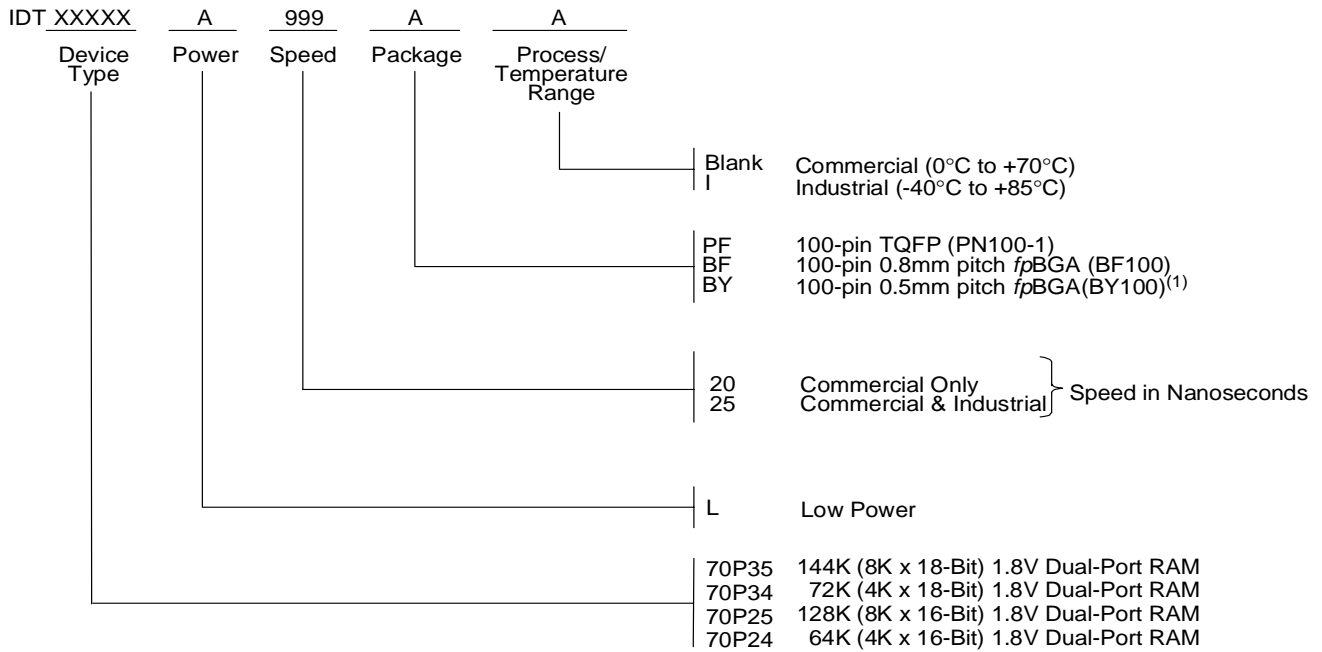 IDT XXXXX A 999 A A
Device Type Power Speed Package Process/ Temperature Range
Blank Commercial (0°C to +70°C)
I Industrial (-40°C to +85°C)
PF 100-pin TQFP (PN100-1)
BF 100-pin 0.8mm pitch fpBGA (BF100)
BY 100-pin 0.5mm pitch fpBGA(BY100)(1)
20 Commercial Only
25 Commercial & Industrial
Speed in Nanoseconds
L Low Power
70P35 144K (8K x 18-Bit) 1.8V Dual-Port RAM
70P34 72K (4K x 18-Bit) 1.8V Dual-Port RAM
70P25 128K (8K x 16-Bit) 1.8V Dual-Port RAM
70P24 64K (4K x 16-Bit) 1.8V Dual-Port RAM